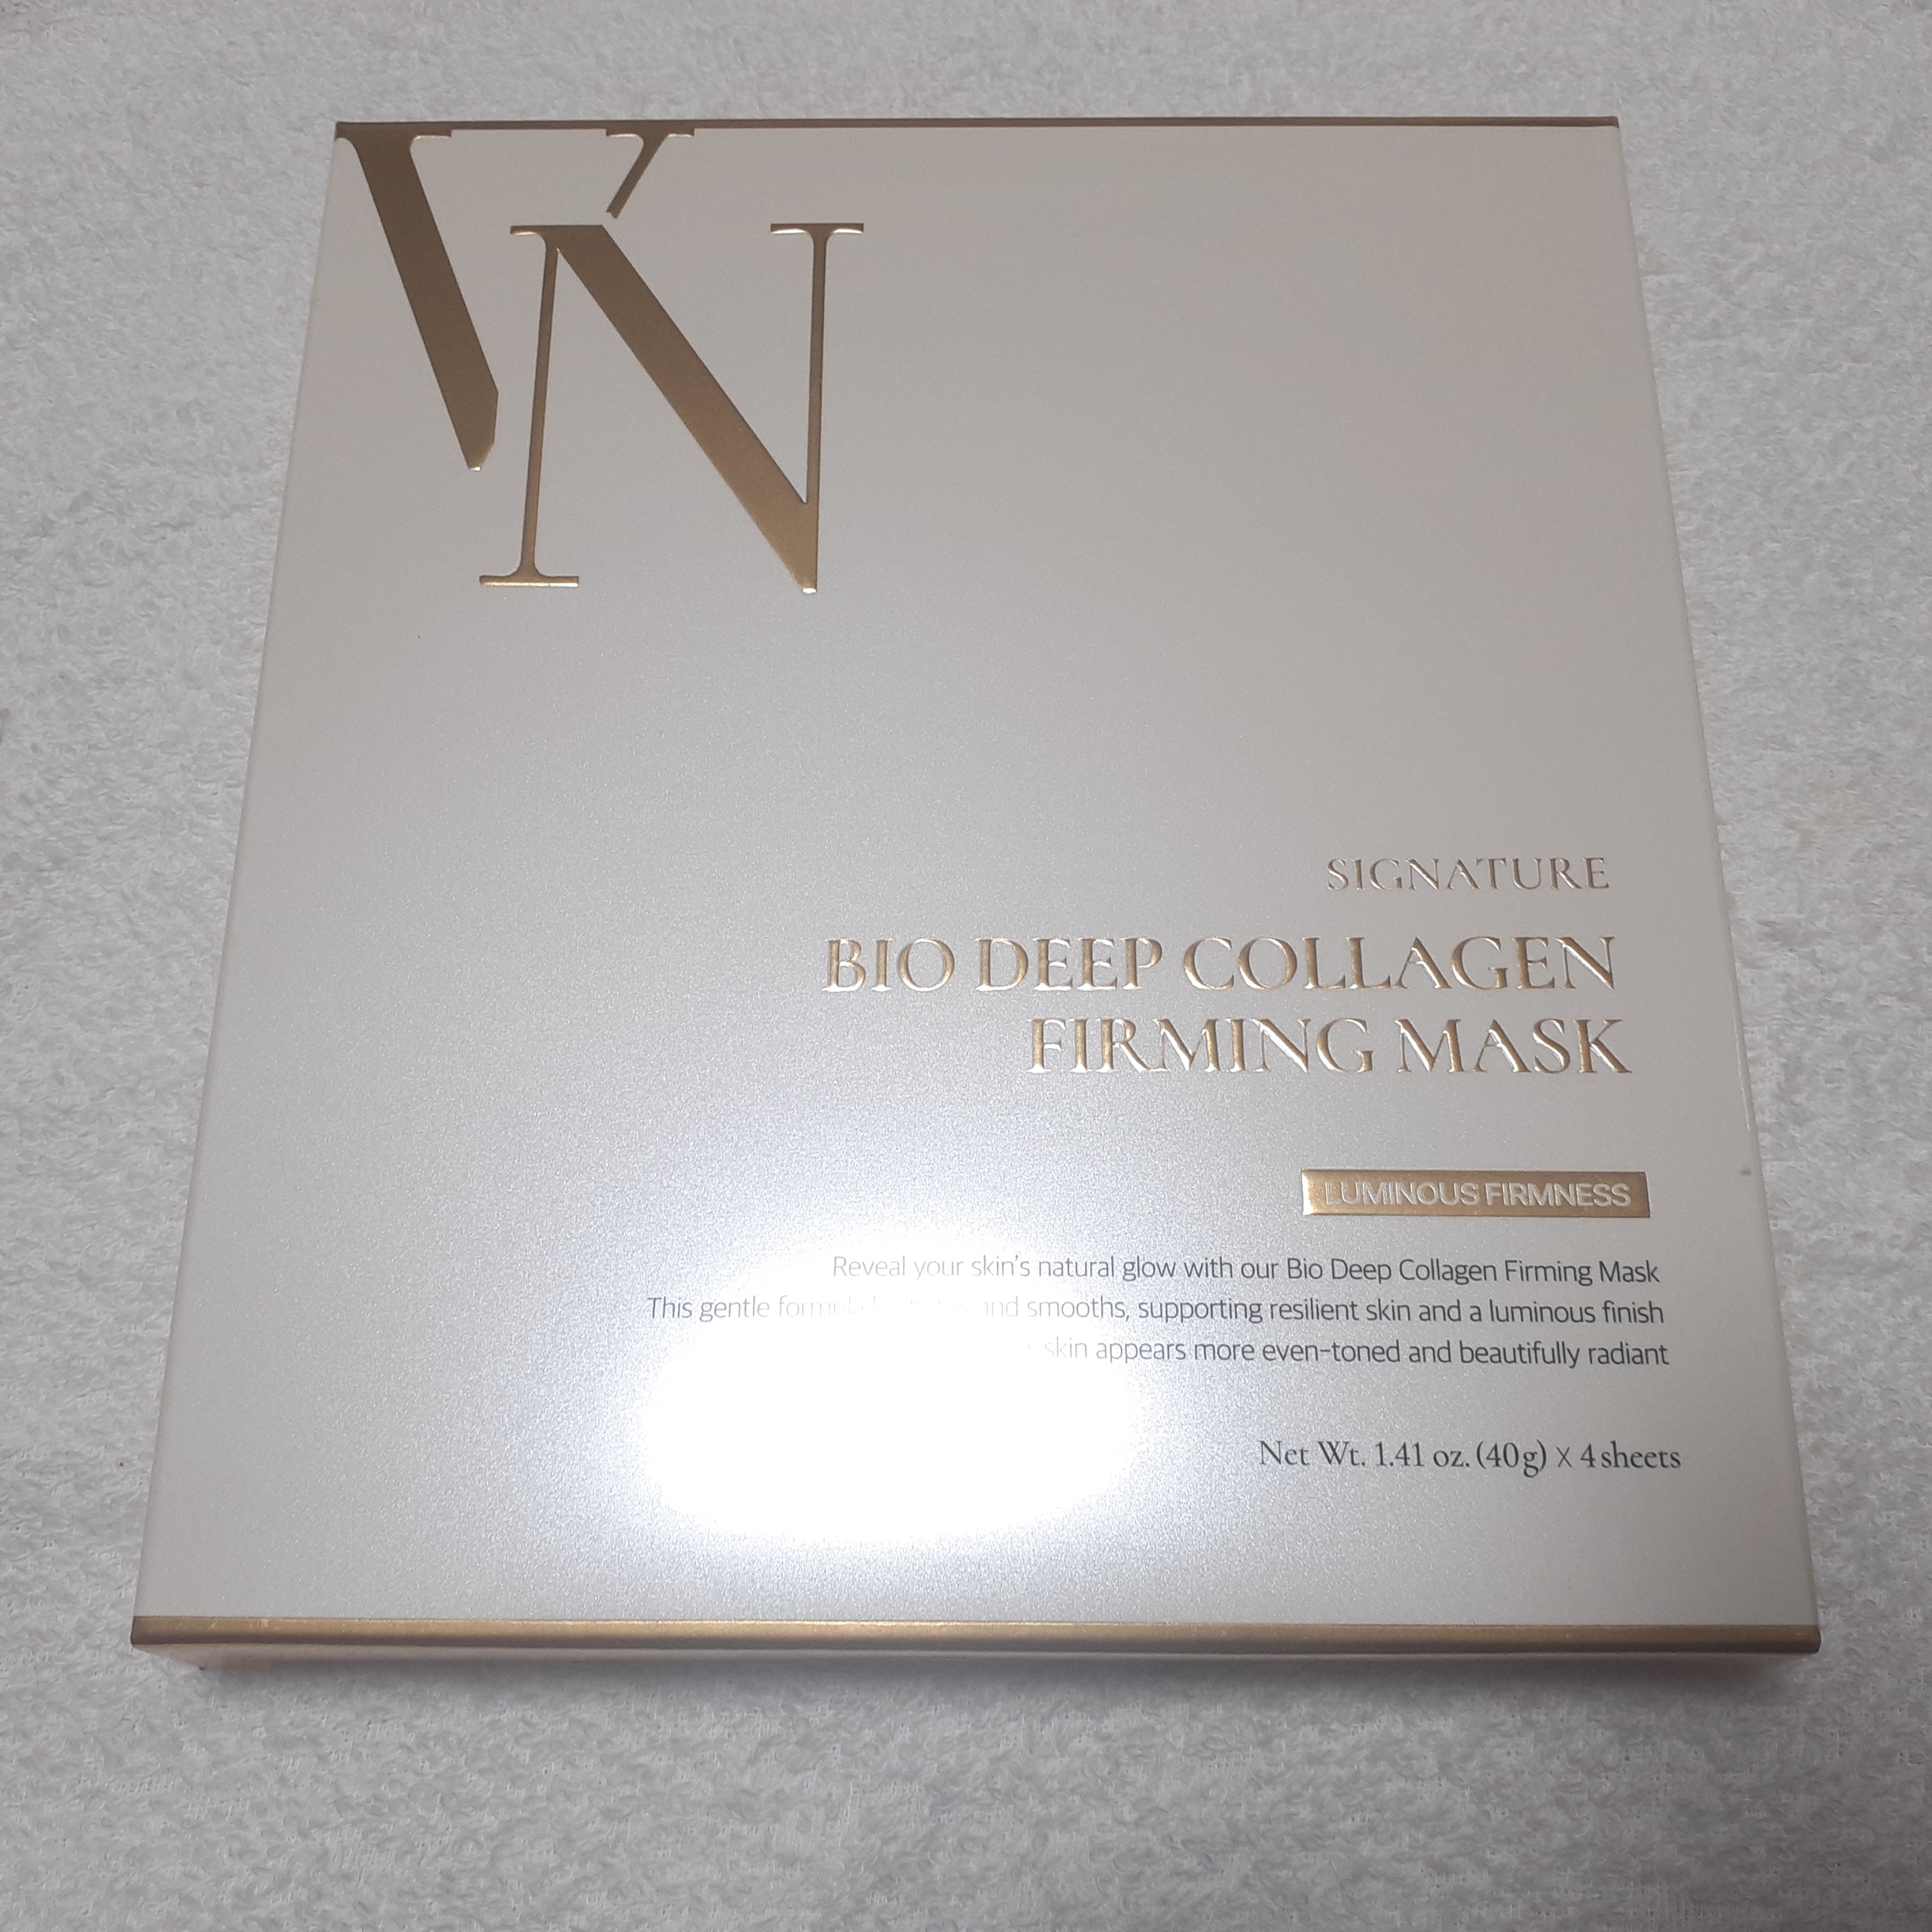 VN
SIGNATURE
BIO DEEP COLLAGEN
FIRMING MASK
LUMINOUS FIRMNESS
Reveal your skin's natural glow with our Bio Deep Collagen Firming Mask
This gentle formula and smooths, supporting resilient skin and a luminous finish
skin appears more even-toned and beautifully radiant
Net Wt. 1.41 oz. (40g) X 4 sheets